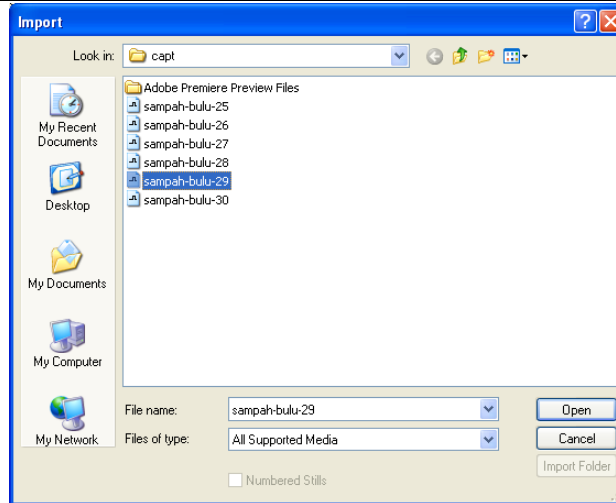 Import
Look in: capt
Adobe Premiere Preview Files
sampah-bulu-25
sampah-bulu-26
sampah-bulu-27
sampah-bulu-28
sampah-bulu-29
sampah-bulu-30
My Recent
Documents
Desktop
My Documents
My Computer
My Network
File name: sampah-bulu-29 Open
Files of type: All Supported Media Cancel
Numbered Stills Import Folder